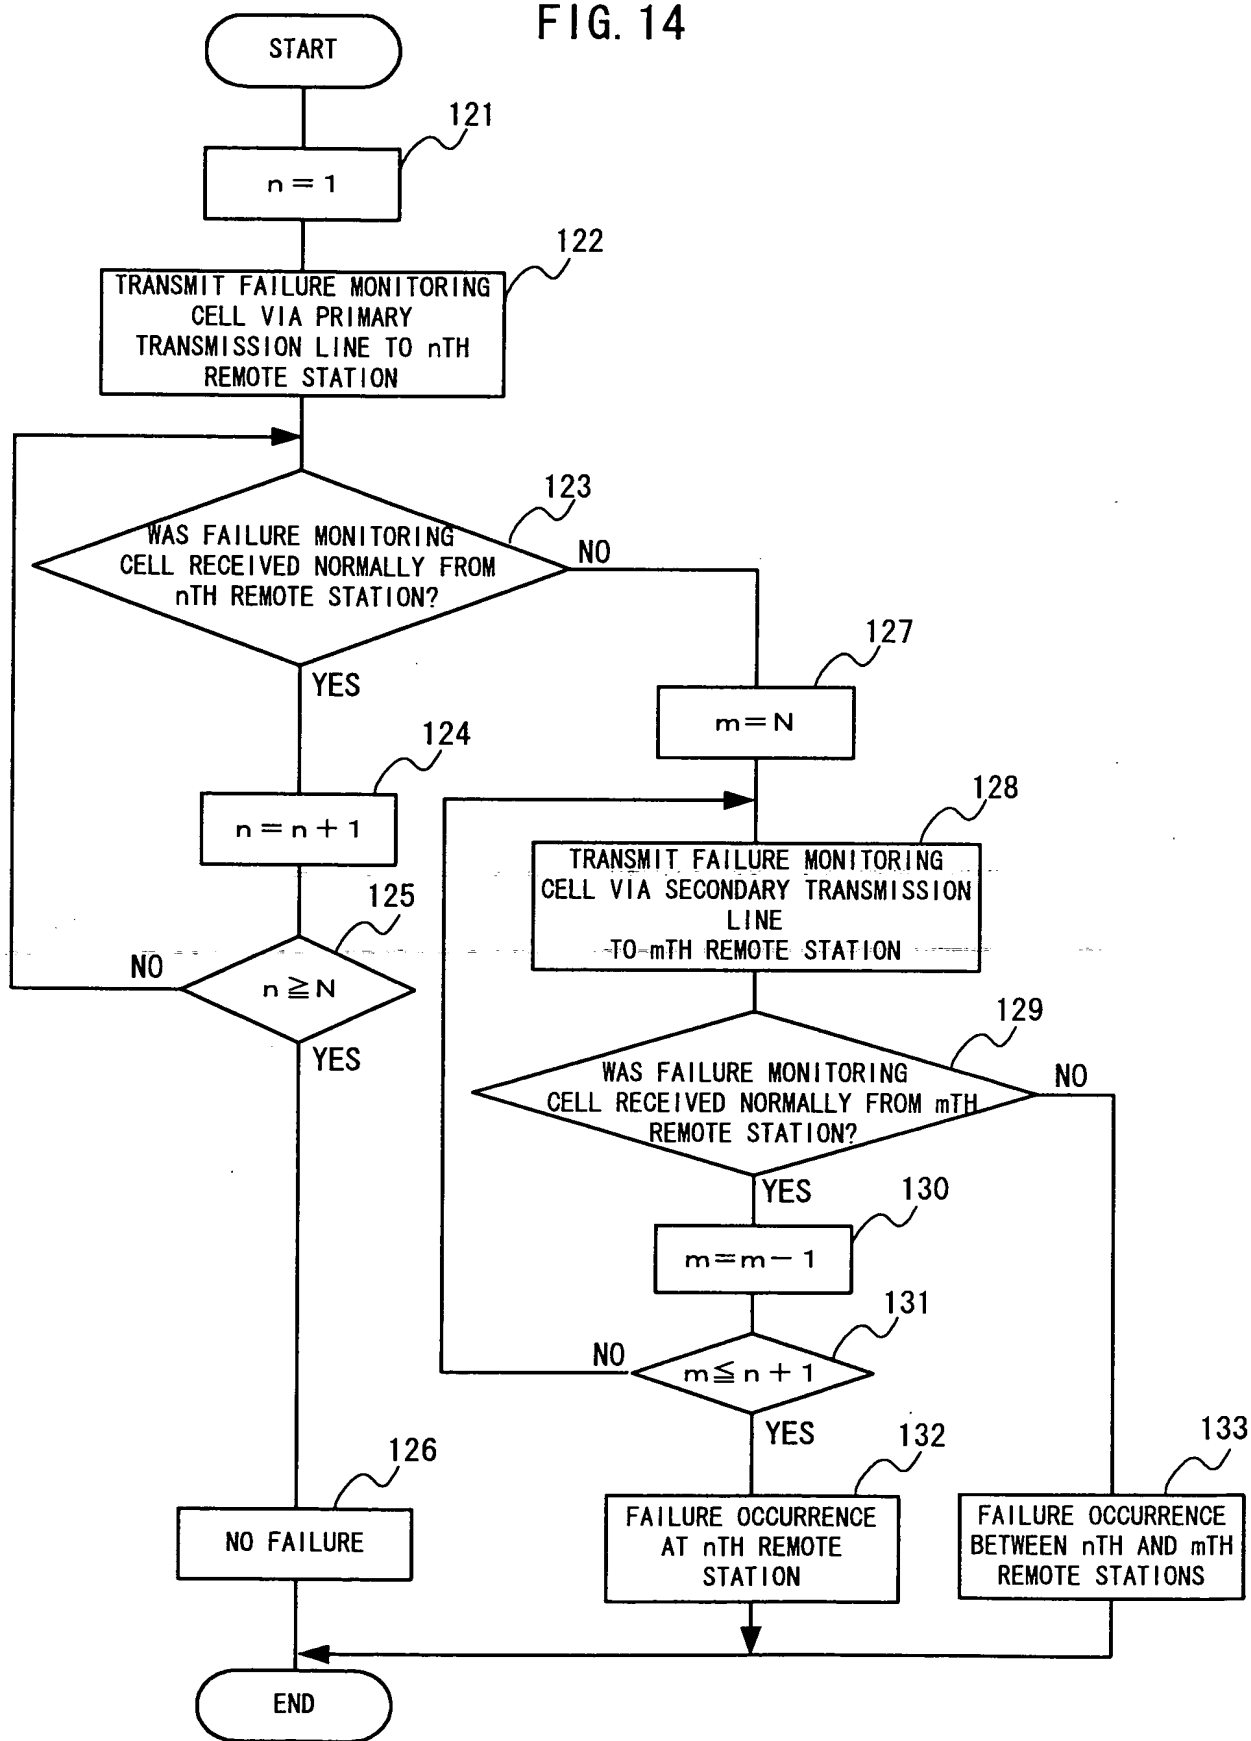 FIG. 14
START
121
n = 1
122
TRANSMIT FAILURE MONITORING
CELL VIA PRIMARY
TRANSMISSION LINE TO nTH
REMOTE STATION
123
WAS FAILURE MONITORING
CELL RECEIVED NORMALLY FROM
nTH REMOTE STATION?
NO
YES
127
m = N
124
n = n + 1
128
TRANSMIT FAILURE MONITORING
CELL VIA SECONDARY TRANSMISSION
LINE
TO mTH REMOTE STATION
125
NO
n ≧ N
YES
129
WAS FAILURE MONITORING
CELL RECEIVED NORMALLY FROM mTH
REMOTE STATION?
NO
YES
130
m = m - 1
131
NO
m ≦ n + 1
YES
126
NO FAILURE
132
FAILURE OCCURRENCE
AT nTH REMOTE
STATION
133
FAILURE OCCURRENCE
BETWEEN nTH AND mTH
REMOTE STATIONS
END